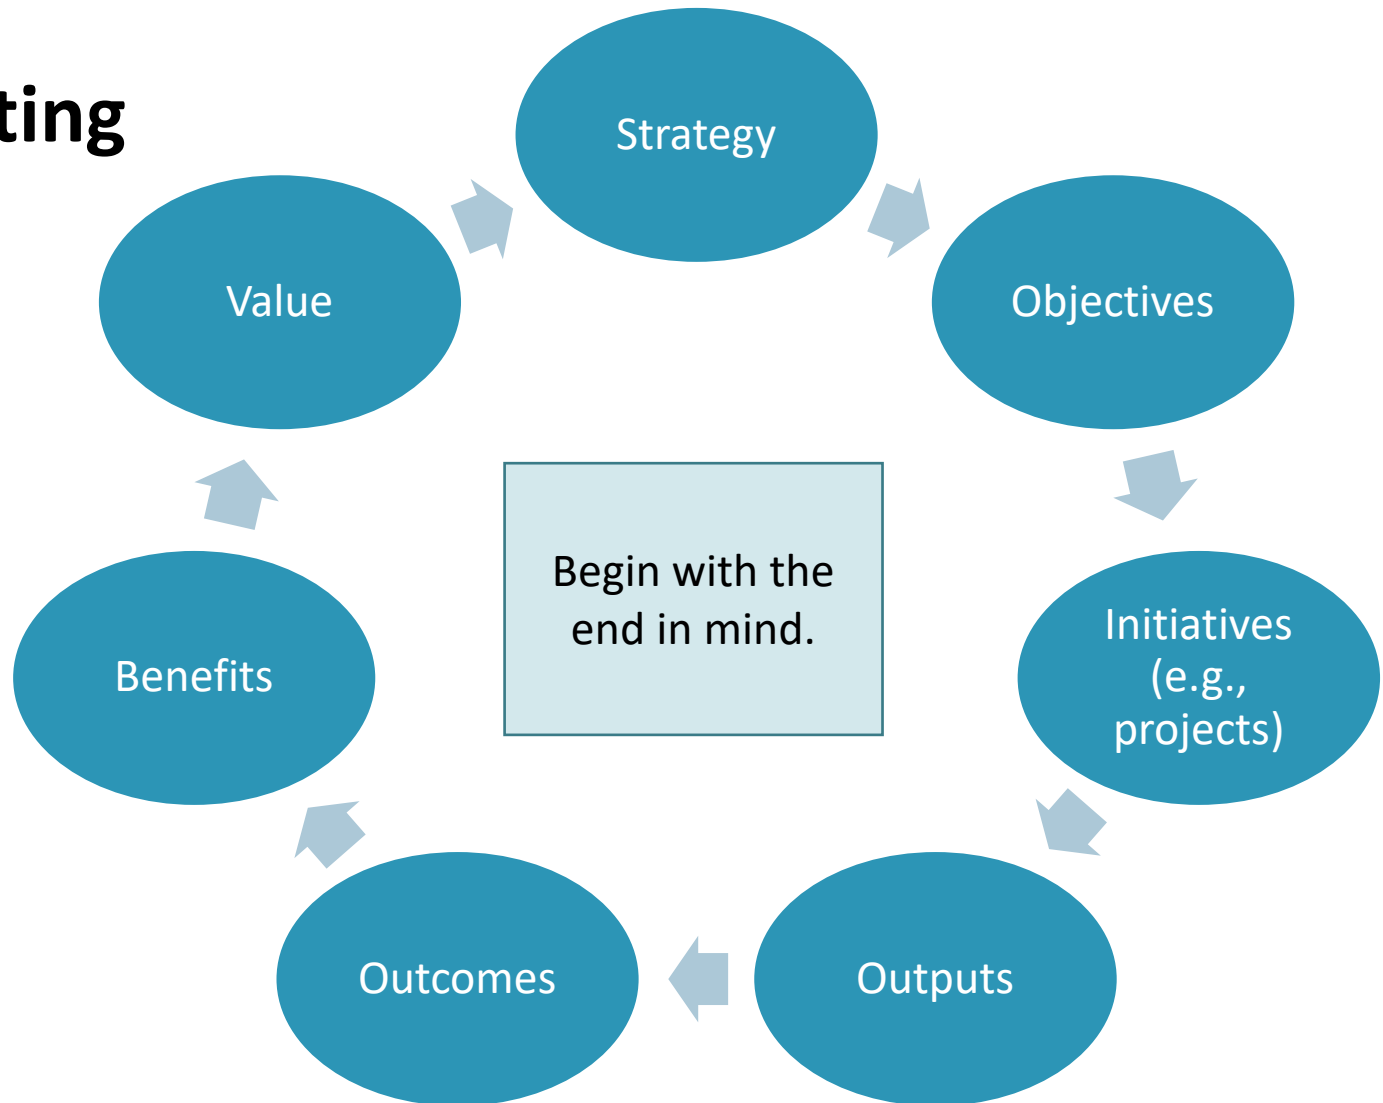 ting
Strategy
Value
Objectives
Begin with the
end in mind.
Benefits
Initiatives
(e.g.,
projects)
Outcomes
Outputs